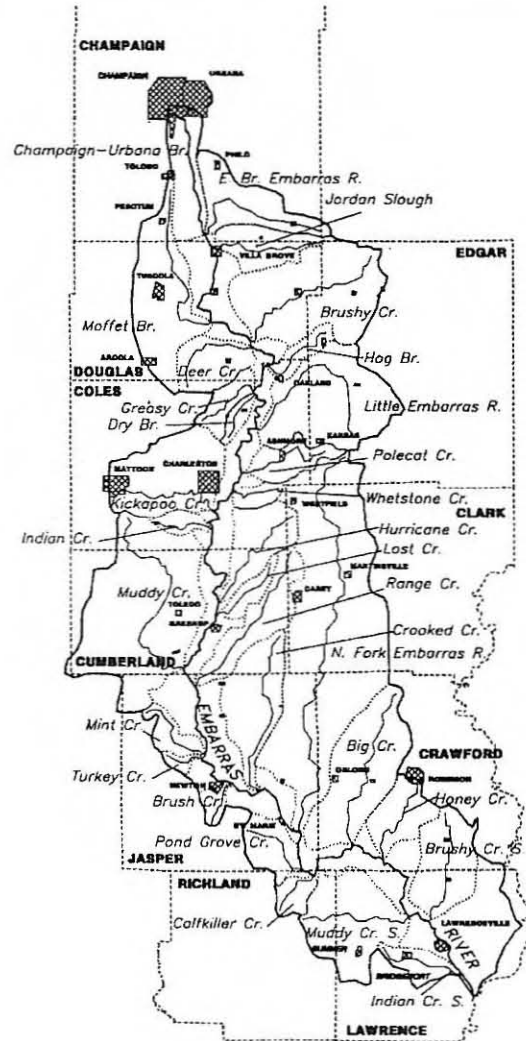 CHAMPAIGN
CHAMPAIGN
URBANA
Champaign-Urbana Br.
PHILO
TOLONO
E. Br. Embarras R.
PESOTUM
Jordan Slough
VILLA GROVE
EDGAR
TUSCOLA
Brushy Cr.
Moffet Br.
Hog Br.
ARCOLA
Deer Cr.
DOUGLAS
OAKLAND
COLES
Little Embarras R.
Greasy Cr.
Dry Br.
ASHMORE
KANSAS
Polecat Cr.
MATTOON
CHARLESTON
Kickapoo Cr.
Whetstone Cr.
WESTFIELD
CLARK
Hurricane Cr.
Indian Cr.
Lost Cr.
MARTINSVILLE
Range Cr.
Muddy Cr.
CASEY
TOLEDO
GREENUP
Crooked Cr.
N. Fork Embarras R.
CUMBERLAND
EMBARRAS
Mint Cr.
Big Cr.
CRAWFORD
Turkey Cr.
OBLONG
ROBINSON
NEWTON
Honey Cr.
Brush Cr.
STE. MARIE
Pond Grove Cr.
Brushy Cr. S.
JASPER
RICHLAND
Calfkiller Cr.
LAWRENCEVILLE
Muddy Cr. S.
RIVER
SUMNER
BRIDGEPORT
Indian Cr. S.
LAWRENCE